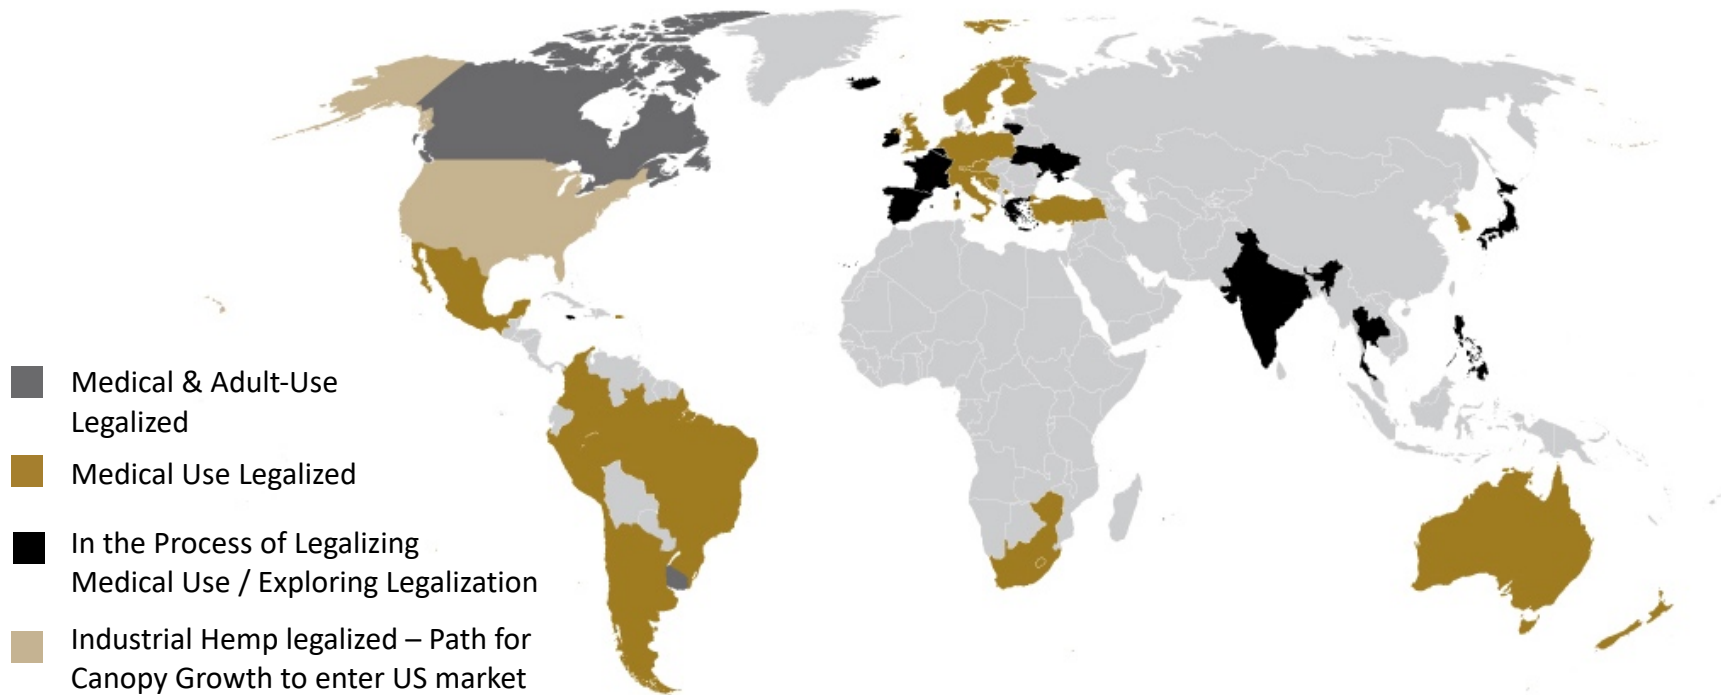 Medical & Adult-Use
Legalized
Medical Use Legalized
In the Process of Legalizing
Medical Use / Exploring Legalization
Industrial Hemp legalized – Path for
Canopy Growth to enter US market